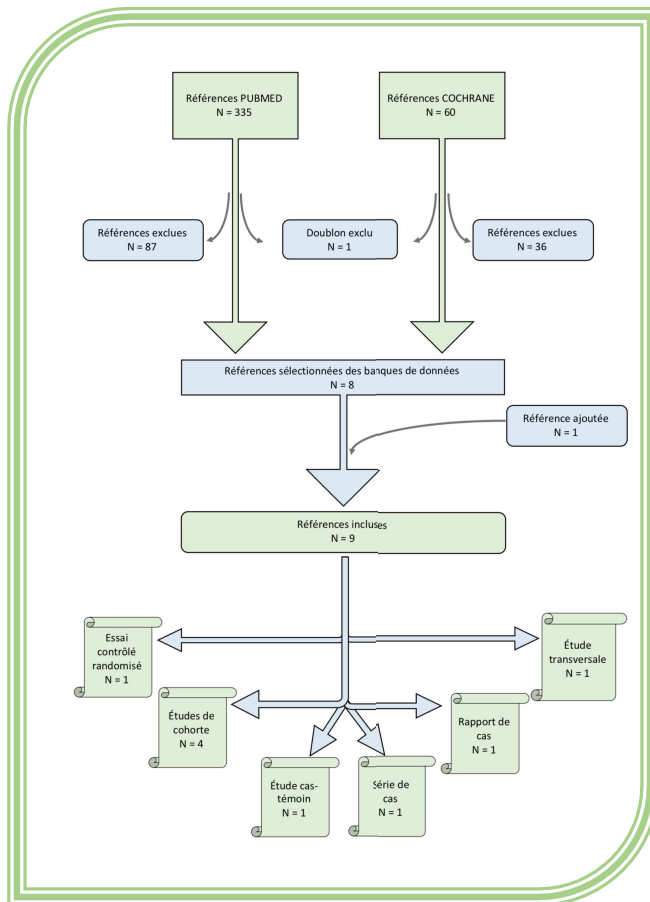 Références PUBMED
N = 335
Références COCHRANE
N = 60
Références exclues
N = 87
Doublon exclu
N = 1
Références exclues
N = 36
Références sélectionnées des banques de données
N = 8
Référence ajoutée
N = 1
Références incluses
N = 9
Essai
contrôlé
randomisé
N = 1
Étude
transversale
N = 1
Études de
cohorte
N = 4
Rapport de
cas
N = 1
Étude cas-
témoin
N = 1
Série de
cas
N = 1